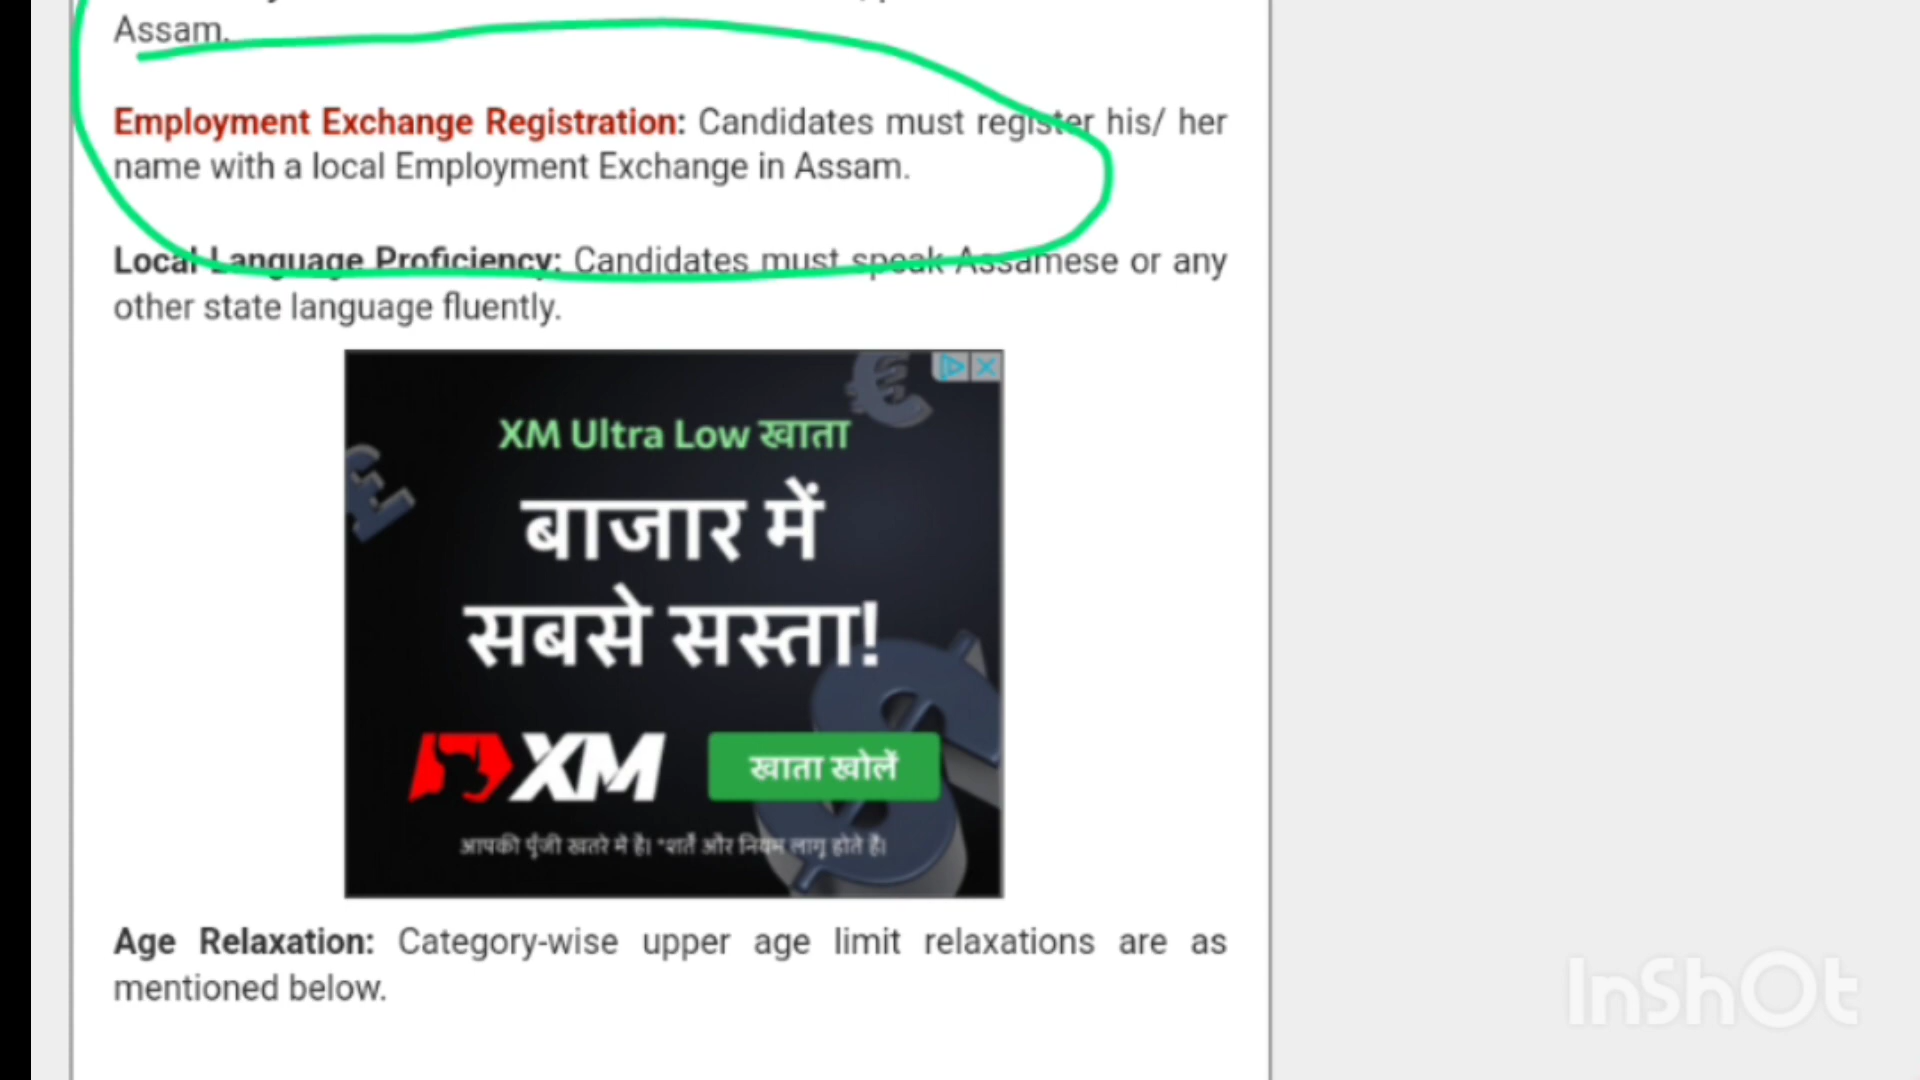 Assam.
Employment Exchange Registration: Candidates must register his/ her
name with a local Employment Exchange in Assam.
Local Language Proficiency: Candidates must speak Assamese or any
other state language fluently.
XM Ultra Low खाता
बाजार में
सबसे सस्ता!
XM
खाता खोलें
आपकी पूँजी खतरे में है। *शर्तें और नियम लागू होते हैं।
Age Relaxation: Category-wise upper age limit relaxations are as
mentioned below.
InShOt